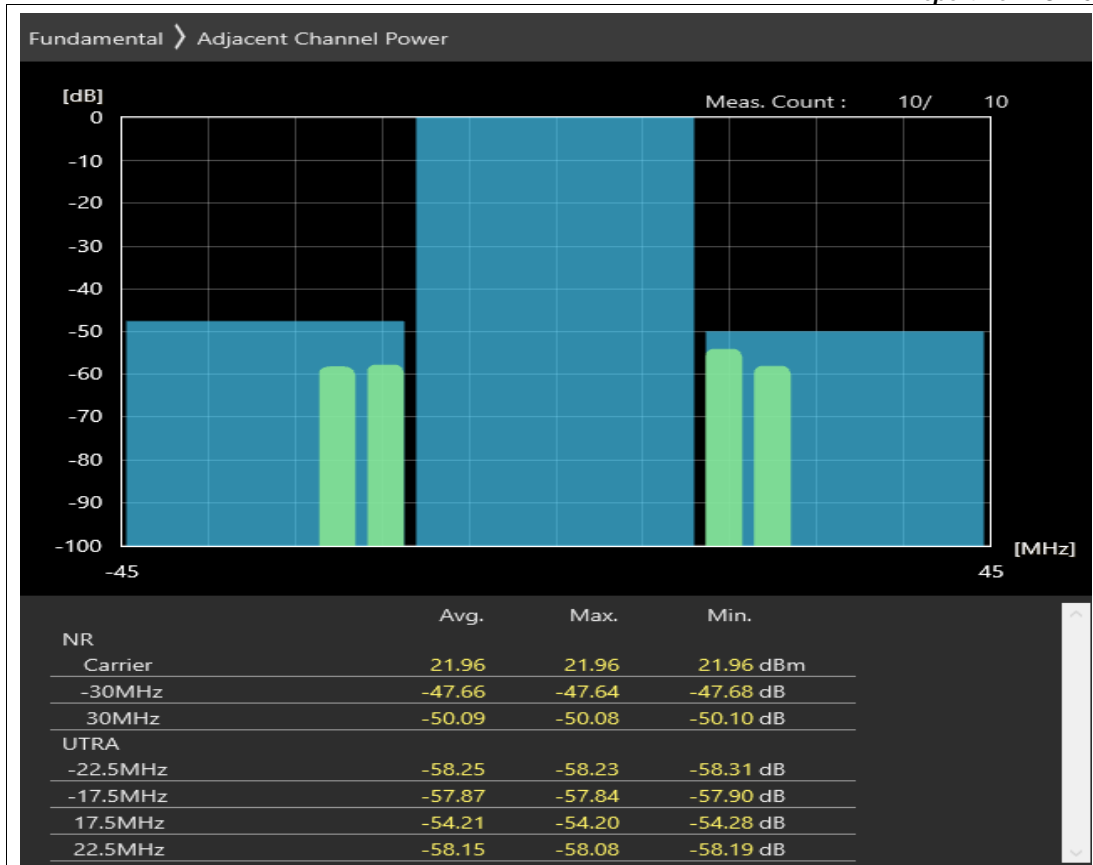 Fundamental ❭ Adjacent Channel Power
[dB]
Meas. Count : 10/ 10
0
-10
-20
-30
-40
-50
-60
-70
-80
-90
-100
[MHz]
-45 45
Avg. Max. Min.
NR
Carrier 21.96 21.96 21.96 dBm
-30MHz -47.66 -47.64 -47.68 dB
30MHz -50.09 -50.08 -50.10 dB
UTRA
-22.5MHz -58.25 -58.23 -58.31 dB
-17.5MHz -57.87 -57.84 -57.90 dB
17.5MHz -54.21 -54.20 -54.28 dB
22.5MHz -58.15 -58.08 -58.19 dB